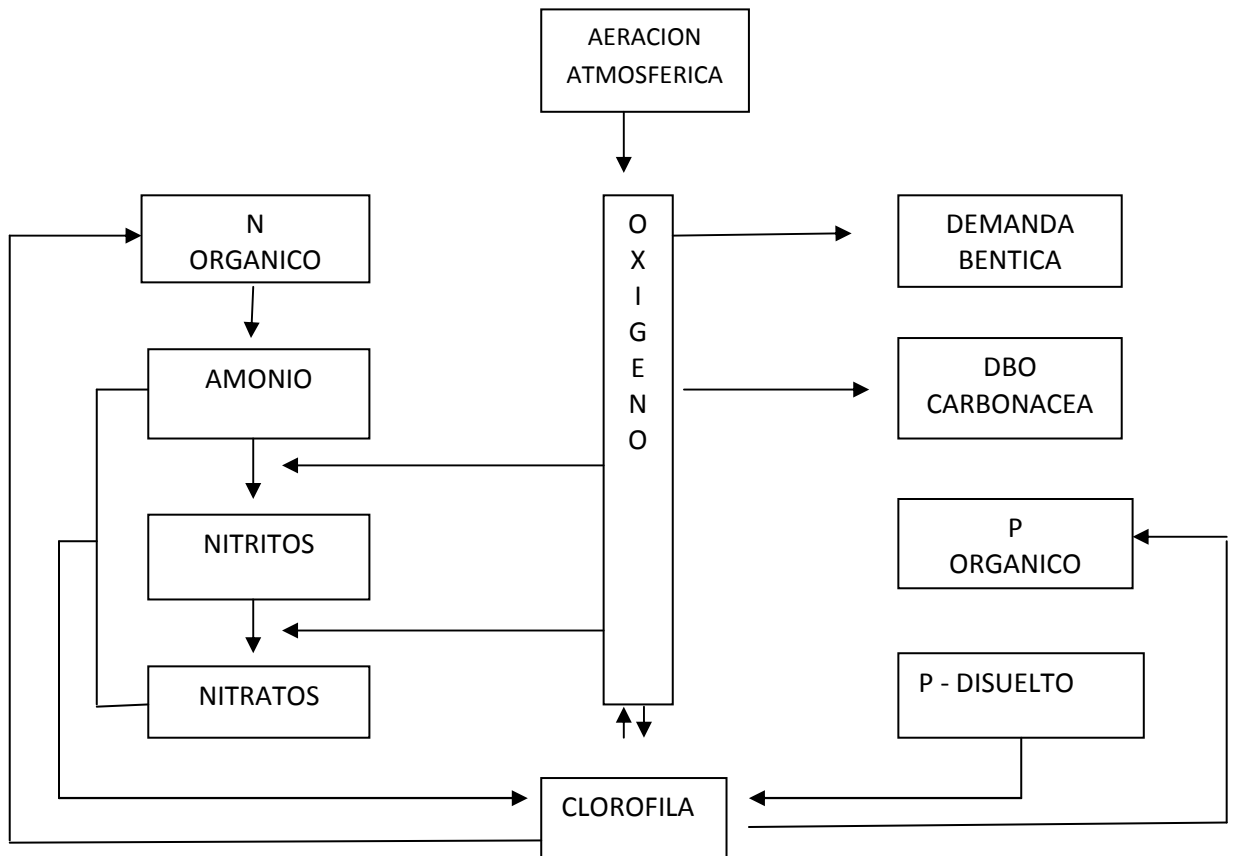 AERACION
ATMOSFERICA
N
ORGANICO
AMONIO
NITRITOS
NITRATOS
O
X
I
G
E
N
O
DEMANDA
BENTICA
DBO
CARBONACEA
P
ORGANICO
P - DISUELTO
CLOROFILA